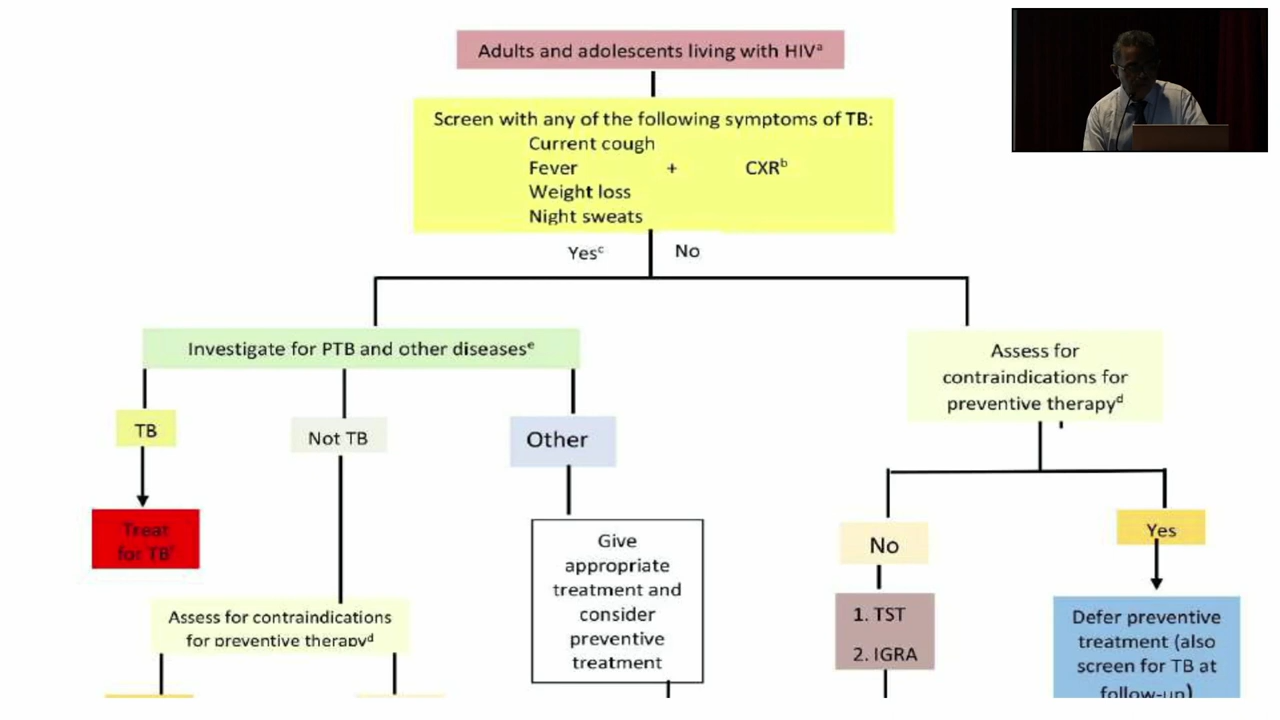 Adults and adolescents living with HIVᵃ
Screen with any of the following symptoms of TB:
Current cough
Fever + CXRᵇ
Weight loss
Night sweats
Yesᶜ No
Investigate for PTB and other diseasesᵉ
Assess for
contraindications for
preventive therapyᵈ
TB
Not TB
Other
Treat
for TBᶠ
Give
appropriate
treatment and
consider
preventive
treatment
No
Yes
Assess for contraindications
for preventive therapyᵈ
1. TST
2. IGRA
Defer preventive
treatment (also
screen for TB at
follow-up)